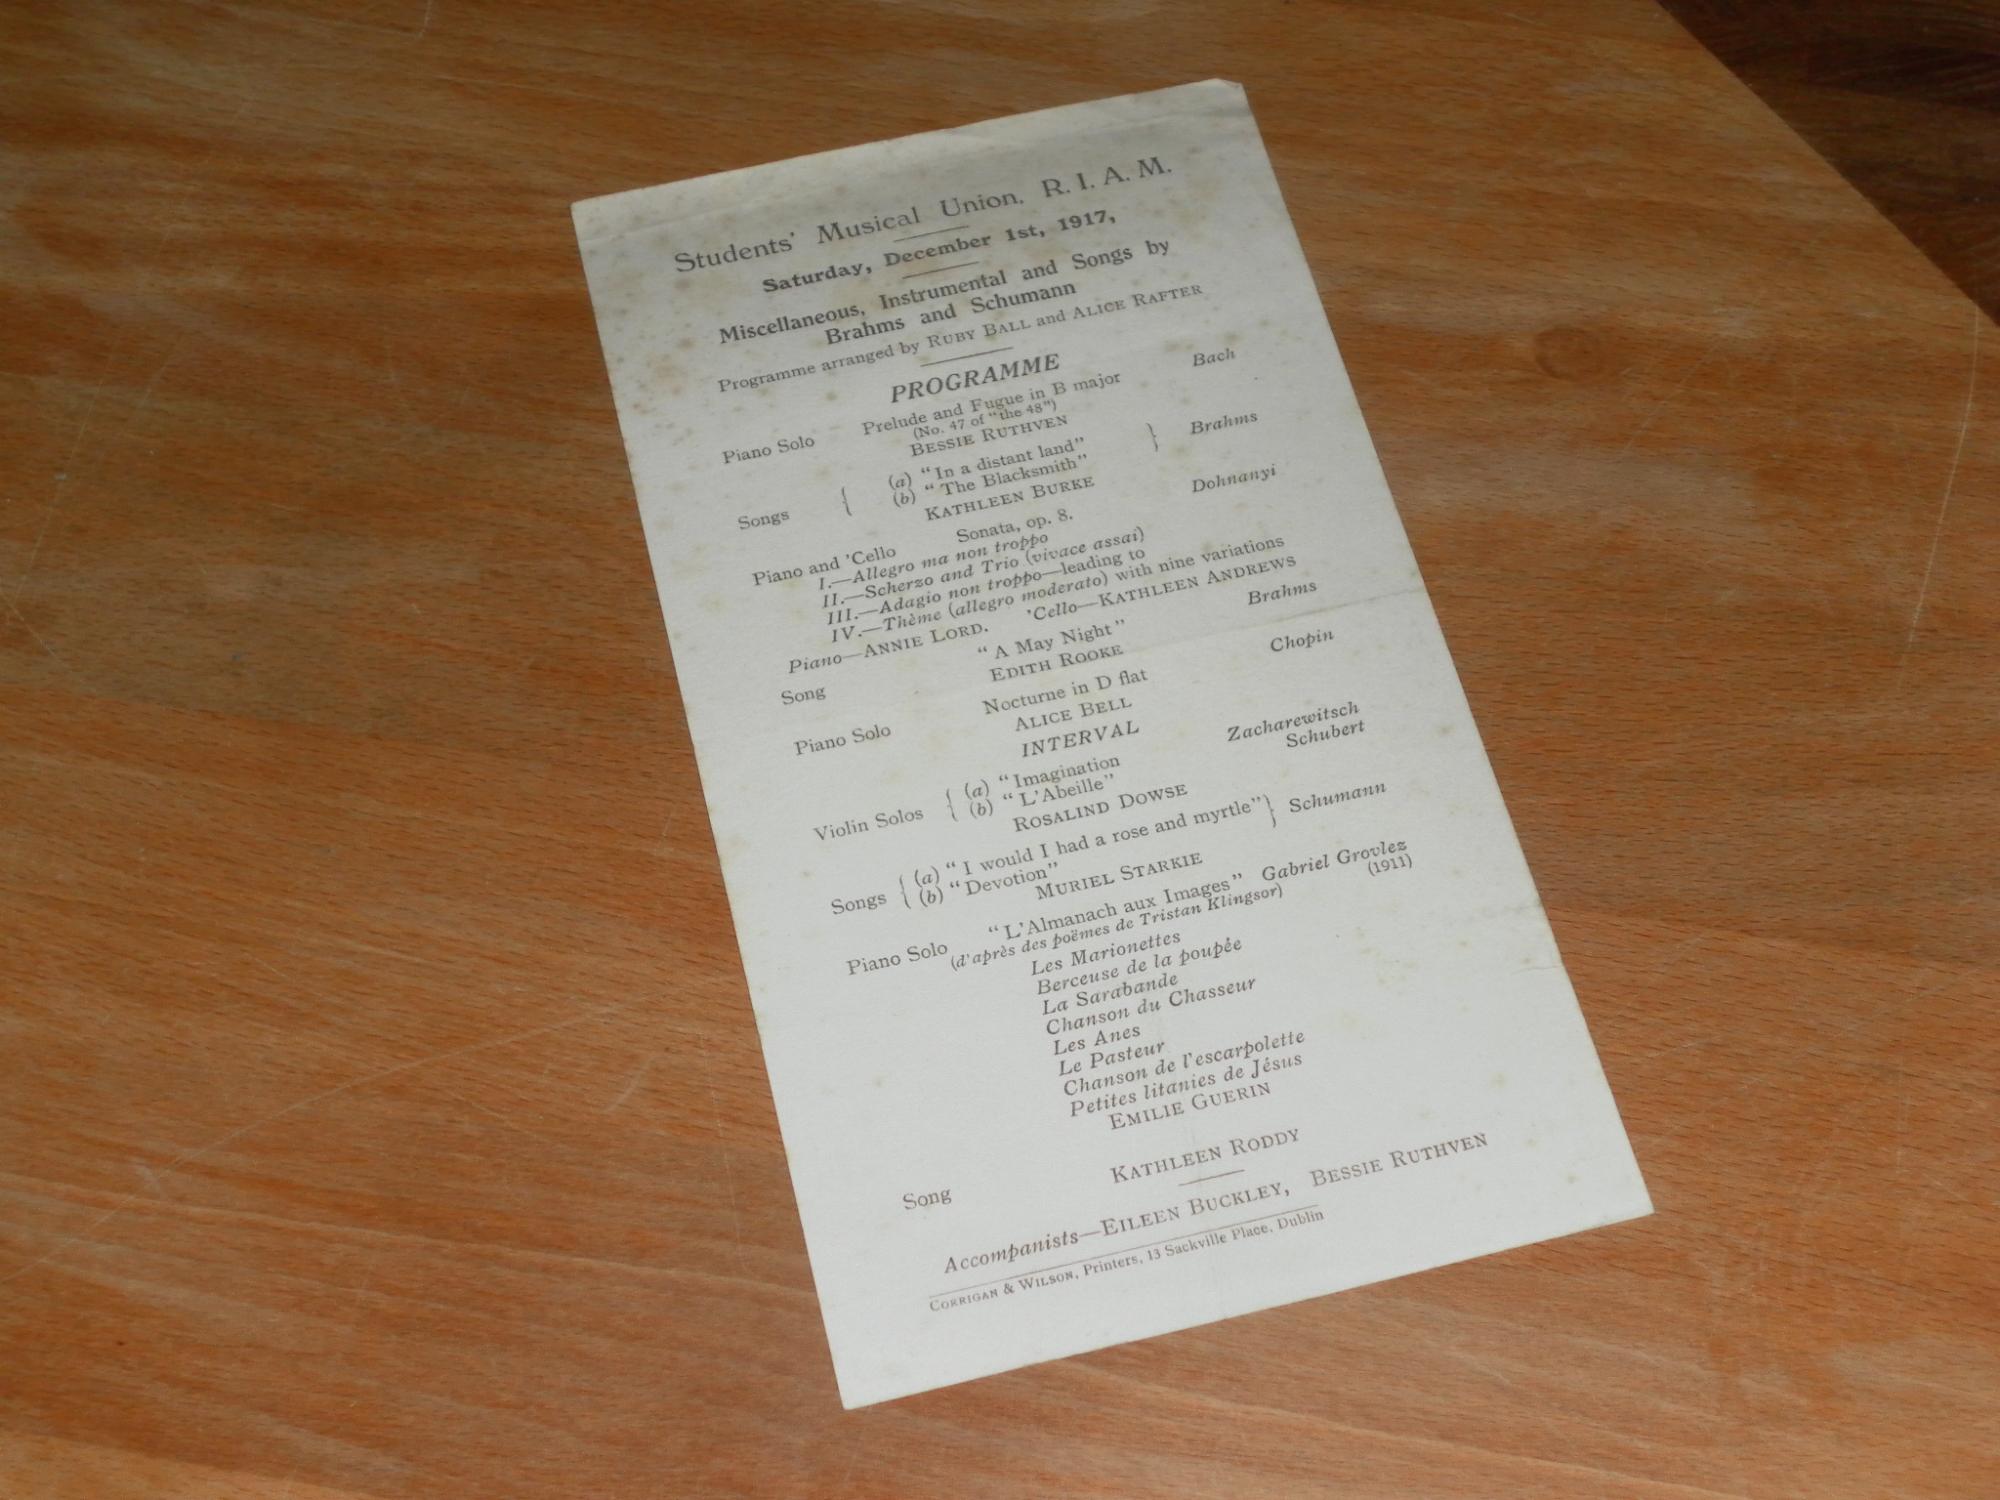 Students' Musical Union, R. I. A. M.
Saturday, December 1st, 1917,
Miscellaneous, Instrumental and Songs by
Brahms and Schumann
Programme arranged by RUBY BALL and ALICE RAFTER
PROGRAMME
Piano Solo Prelude and Fugue in B major Bach
(No. 47 of "the 48")
BESSIE RUTHVEN
Songs { (a) "In a distant land" } Brahms
(b) "The Blacksmith"
KATHLEEN BURKE
Piano and 'Cello Sonata, op. 8. Dohnanyi
I.—Allegro ma non troppo
II.—Scherzo and Trio (vivace assai)
III.—Adagio non troppo—leading to
IV.—Thème (allegro moderato) with nine variations
Piano—ANNIE LORD. 'Cello—KATHLEEN ANDREWS
Song "A May Night" Brahms
EDITH ROOKE
Piano Solo Nocturne in D flat Chopin
ALICE BELL
INTERVAL
Violin Solos { (a) "Imagination Zacharewitsch
(b) "L'Abeille" Schubert
ROSALIND DOWSE
Songs { (a) "I would I had a rose and myrtle" } Schumann
(b) "Devotion"
MURIEL STARKIE
Piano Solo "L'Almanach aux Images" Gabriel Grovlez
(d'après des poëmes de Tristan Klingsor) (1911)
Les Marionettes
Berceuse de la poupée
La Sarabande
Chanson du Chasseur
Les Anes
Le Pasteur
Chanson de l'escarpolette
Petites litanies de Jésus
EMILIE GUERIN
Song KATHLEEN RODDY
Accompanists—EILEEN BUCKLEY, BESSIE RUTHVEN
CORRIGAN & WILSON, Printers, 13 Sackville Place, Dublin